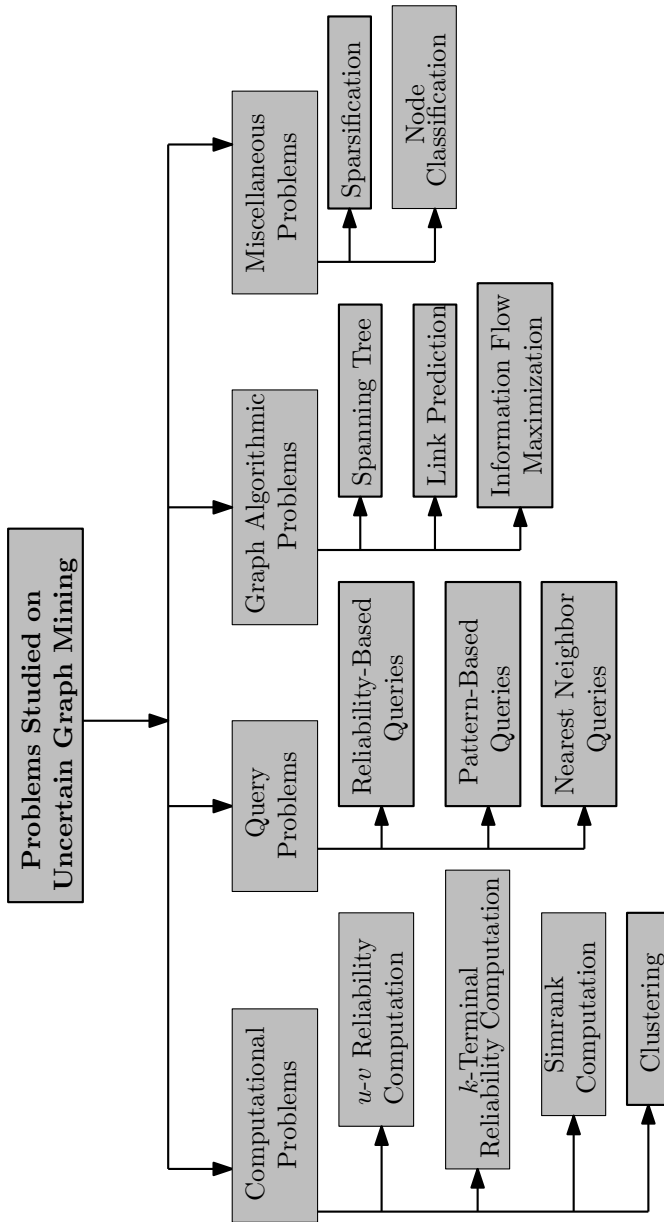 Problems Studied on
Uncertain Graph Mining
Computational
Problems
u-v Reliability
Computation
k-Terminal
Reliability Computation
Simrank
Computation
Clustering
Query
Problems
Reliability-Based
Queries
Pattern-Based
Queries
Nearest Neighbor
Queries
Graph Algorithmic
Problems
Spanning Tree
Link Prediction
Information Flow
Maximization
Miscellaneous
Problems
Sparsification
Node
Classification